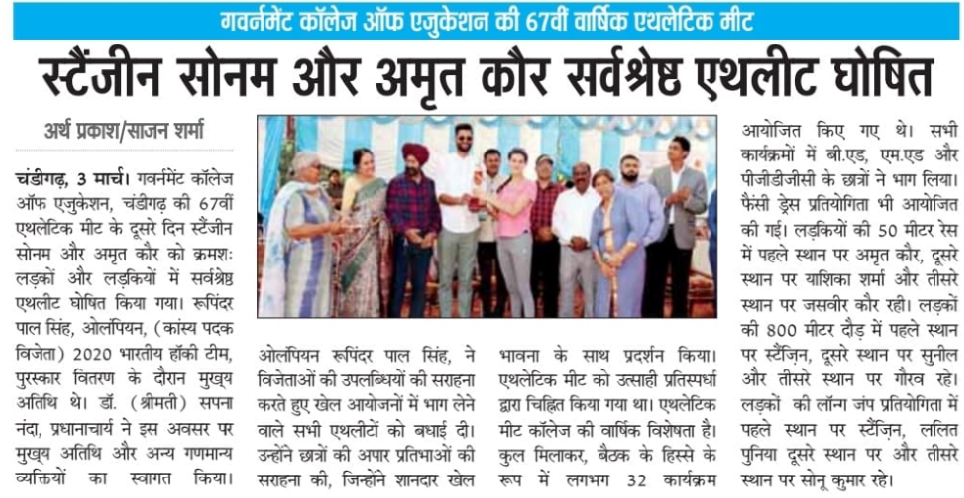 गवर्नमेंट कॉलेज ऑफ एजुकेशन की 67वीं वार्षिक एथलेटिक मीट
स्टैंजीन सोनम और अमृत कौर सर्वश्रेष्ठ एथलीट घोषित
अर्थ प्रकाश/साजन शर्मा
चंडीगढ़, 3 मार्च। गवर्नमेंट कॉलेज
ऑफ एजुकेशन, चंडीगढ़ की 67वीं
एथलेटिक मीट के दूसरे दिन स्टैंजीन
सोनम और अमृत कौर को क्रमशः
लड़कों और लड़कियों में सर्वश्रेष्ठ
एथलीट घोषित किया गया। रूपिंदर
पाल सिंह, ओलंपियन, (कांस्य पदक
विजेता) 2020 भारतीय हॉकी टीम,
पुरस्कार वितरण के दौरान मुख्य
अतिथि थे। डॉ. (श्रीमती) सपना
नंदा, प्रधानाचार्य ने इस अवसर पर
मुख्य अतिथि और अन्य गणमान्य
व्यक्तियों का स्वागत किया।
ओलंपियन रूपिंदर पाल सिंह, ने
विजेताओं की उपलब्धियों की सराहना
करते हुए खेल आयोजनों में भाग लेने
वाले सभी एथलीटों को बधाई दी।
उन्होंने छात्रों की अपार प्रतिभाओं की
सराहना की, जिन्होंने शानदार खेल
भावना के साथ प्रदर्शन किया।
एथलेटिक मीट को उत्साही प्रतिस्पर्धा
द्वारा चिह्नित किया गया था। एथलेटिक
मीट कॉलेज की वार्षिक विशेषता है।
कुल मिलाकर, बैठक के हिस्से के
रूप में लगभग 32 कार्यक्रम
आयोजित किए गए थे। सभी
कार्यक्रमों में बी.एड, एम.एड और
पीजीडीजीसी के छात्रों ने भाग लिया।
फैंसी ड्रेस प्रतियोगिता भी आयोजित
की गई। लड़कियों की 50 मीटर रेस
में पहले स्थान पर अमृत कौर, दूसरे
स्थान पर याशिका शर्मा और तीसरे
स्थान पर जसवीर कौर रही। लड़कों
की 800 मीटर दौड़ में पहले स्थान
पर स्टैंज़िन, दूसरे स्थान पर सुनील
और तीसरे स्थान पर गौरव रहे।
लड़कों की लॉन्ग जंप प्रतियोगिता में
पहले स्थान पर स्टैंज़िन, ललित
पुनिया दूसरे स्थान पर और तीसरे
स्थान पर सोनू कुमार रहे।